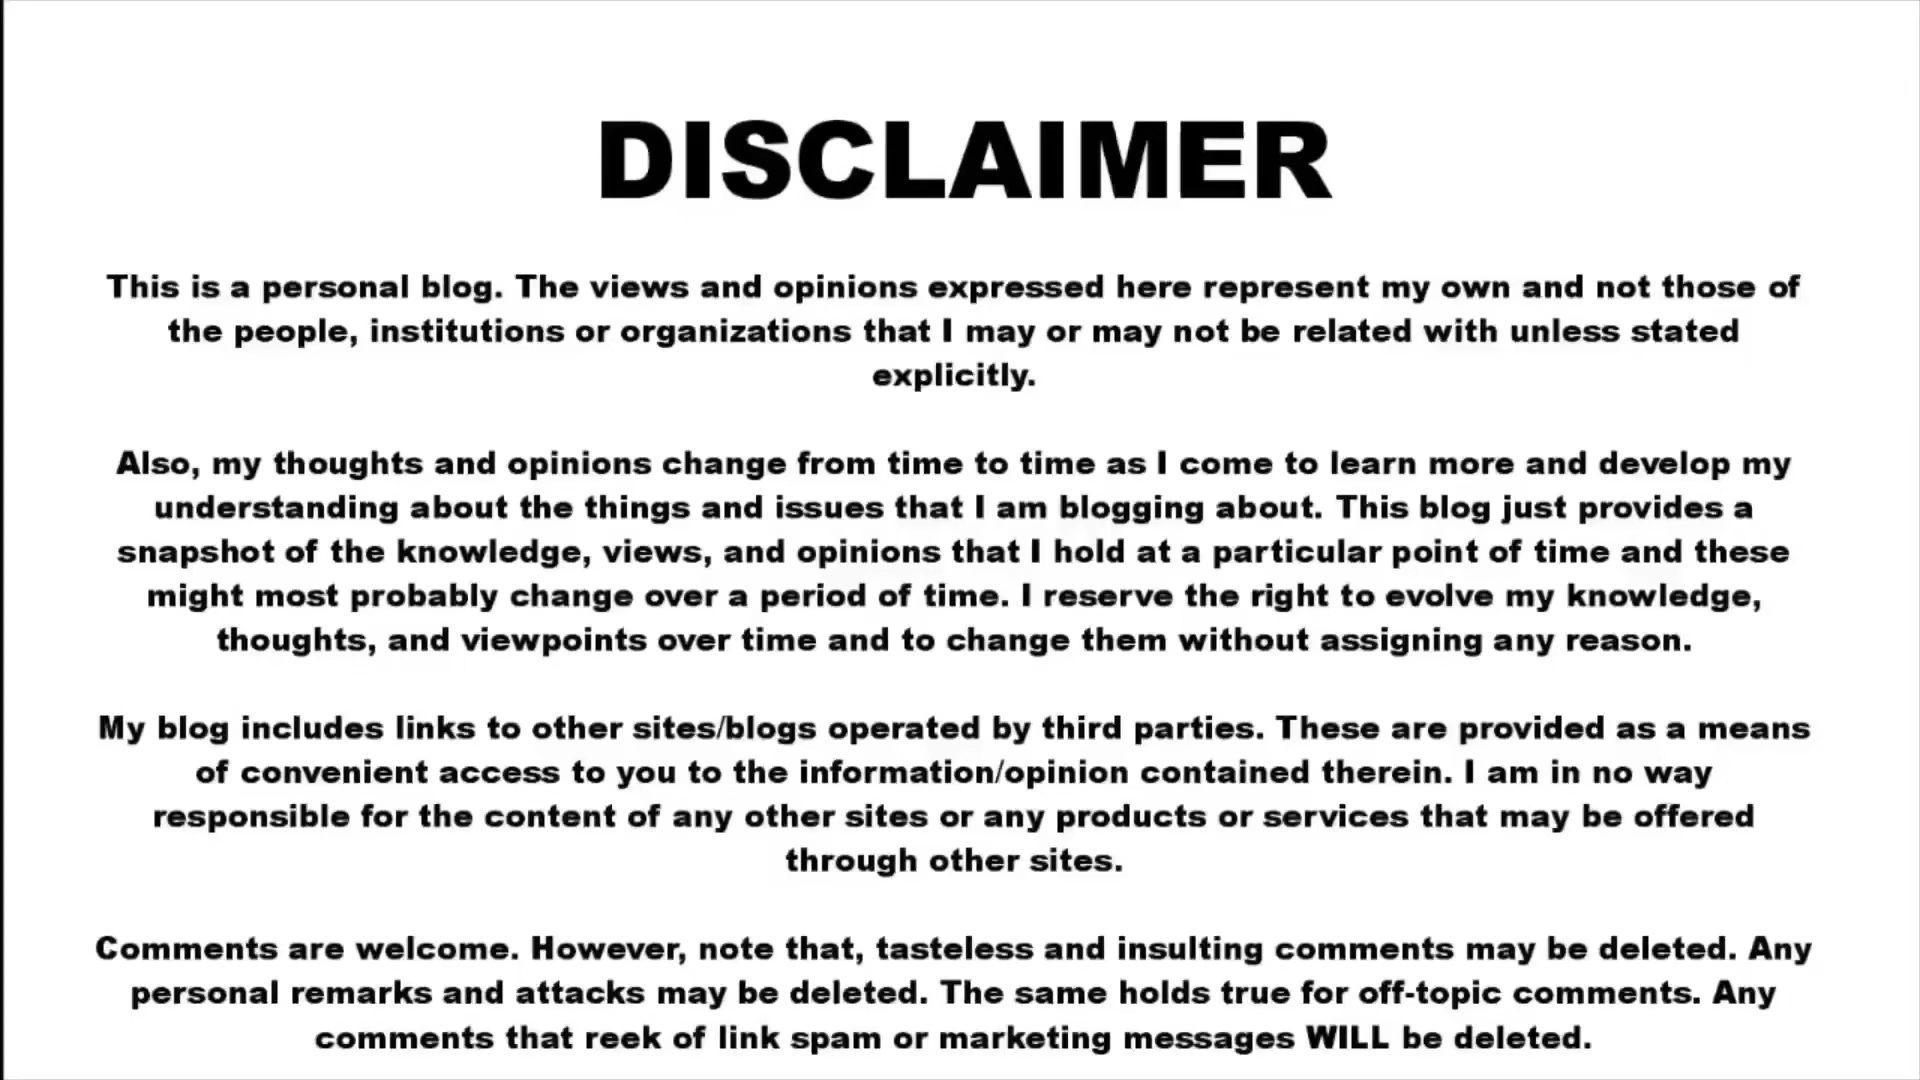 DISCLAIMER
This is a personal blog. The views and opinions expressed here represent my own and not those of
the people, institutions or organizations that I may or may not be related with unless stated
explicitly.
Also, my thoughts and opinions change from time to time as I come to learn more and develop my
understanding about the things and issues that I am blogging about. This blog just provides a
snapshot of the knowledge, views, and opinions that I hold at a particular point of time and these
might most probably change over a period of time. I reserve the right to evolve my knowledge,
thoughts, and viewpoints over time and to change them without assigning any reason.
My blog includes links to other sites/blogs operated by third parties. These are provided as a means
of convenient access to you to the information/opinion contained therein. I am in no way
responsible for the content of any other sites or any products or services that may be offered
through other sites.
Comments are welcome. However, note that, tasteless and insulting comments may be deleted. Any
personal remarks and attacks may be deleted. The same holds true for off-topic comments. Any
comments that reek of link spam or marketing messages WILL be deleted.